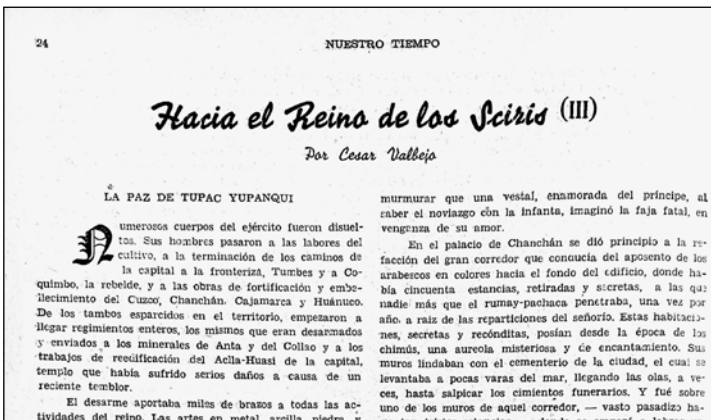 24
NUESTRO TIEMPO
Hacia el Reino de los Sciris (III)
Por Cesar Vallejo
LA PAZ DE TUPAC YUPANQUI
Numerosos cuerpos del ejército fueron disuel-
tos. Sus hombres pasaron a las labores del
cultivo, a la terminación de los caminos de
la capital a la fronteriza, Tumbes y a Co-
quimbo, la rebelde, y a las obras de fortificación y embe-
llecimiento del Cuzco, Chanchán. Cajamarca y Huánuco.
De los tambos esparcidos en el territorio, empezaron a
llegar regimientos enteros, los mismos que eran desarmados
y enviados a los minerales de Anta y del Collao y a los
trabajos de reedificación del Aclla-Huasi de la capital,
templo que había sufrido serios daños a causa de un
reciente temblor.
El desarme aportaba miles de brazos a todas las ac-
tividades del reino. Las artes en metal, arcilla, piedra, y
murmurar que una vestal, enamorada del príncipe, al
saber el noviazgo con la infanta, imaginó la faja fatal, en
venganza de su amor.
En el palacio de Chanchán se dió principio a la re-
facción del gran corredor que conducía del aposento de los
arabescos en colores hacia el fondo del edificio, donde ha-
bía cincuenta estancias, retiradas y secretas, a las que
nadie más que el rumay-pachaca penetraba, una vez por
año, a raiz de las reparticiones del señorío. Estas habitacio-
nes, secretas y recónditas, posían desde la época de los
chimús, una aureola misteriosa y de encantamiento. Sus
muros lindaban con el cementerio de la ciudad, el cual se
levantaba a pocas varas del mar, llegando las olas, a ve-
ces, hasta salpicar los cimientos funerarios. Y fué sobre
uno de los muros de aquel corredor, — vasto pasadizo ha-